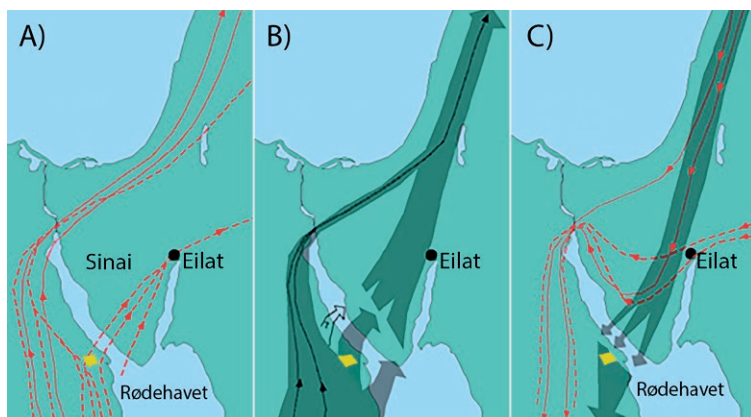 A)
Sinai
Eilat
Rødehavet
B)
Eilat
C)
Eilat
Rødehavet